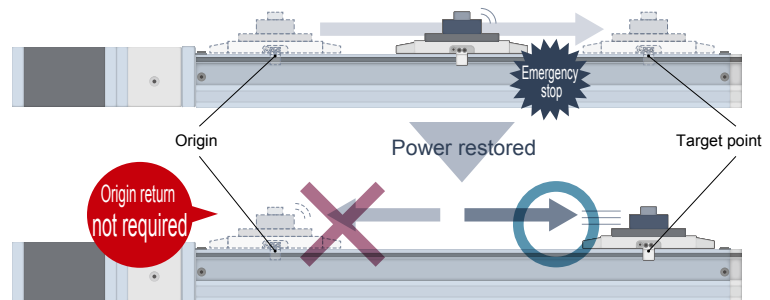 Emergency
stop
Origin
Power restored
Target point
Origin return
not required